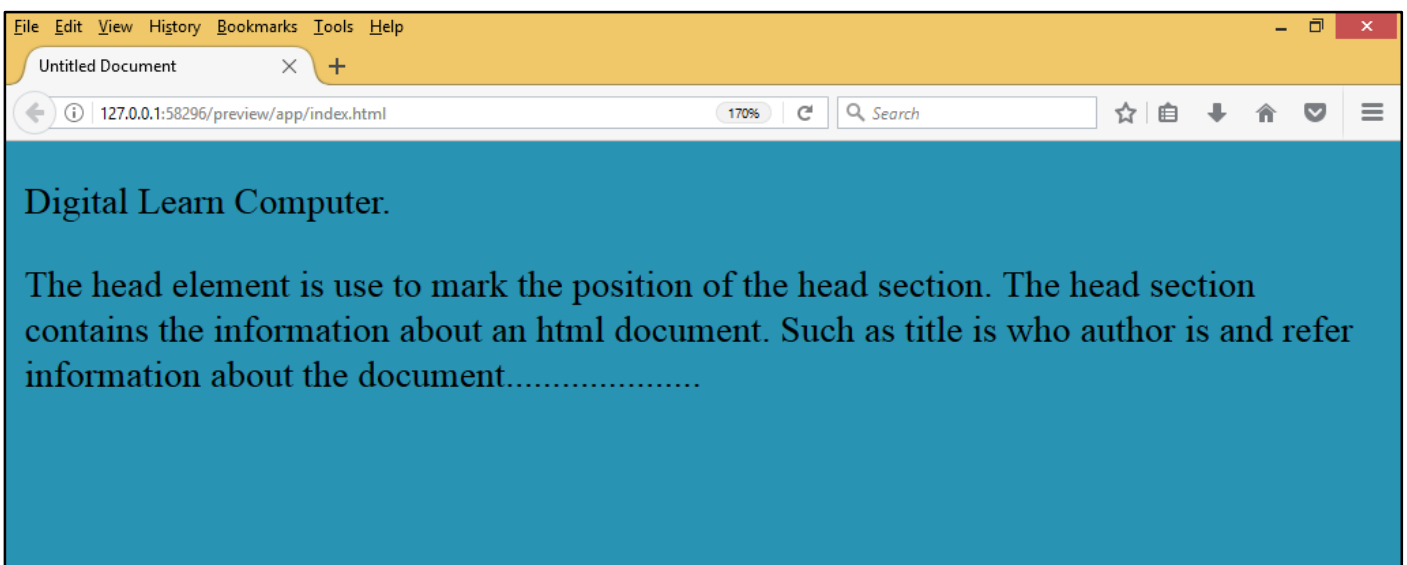 File Edit View History Bookmarks Tools Help
Untitled Document
127.0.0.1:58296/preview/app/index.html 170% Search
Digital Learn Computer.
The head element is use to mark the position of the head section. The head section
contains the information about an html document. Such as title is who author is and refer
information about the document.....................